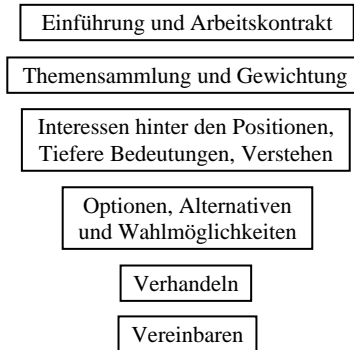 Einführung und Arbeitskontrakt
Themensammlung und Gewichtung
Interessen hinter den Positionen,
Tiefere Bedeutungen, Verstehen
Optionen, Alternativen
und Wahlmöglichkeiten
Verhandeln
Vereinbaren